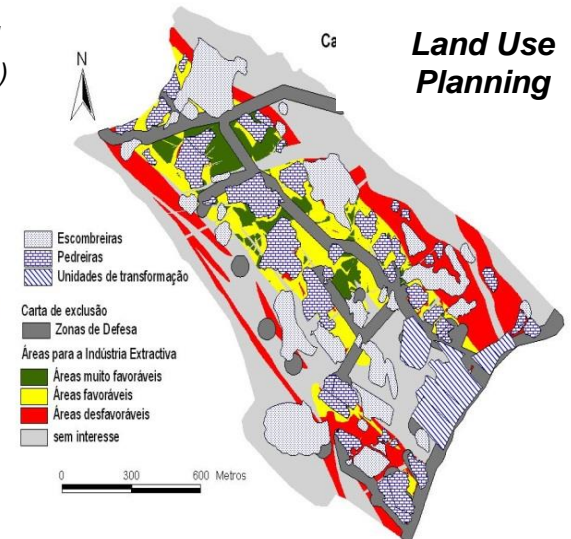 )
Ca
Land Use
Planning
N
Escombreiras
Pedreiras
Unidades de transformação
Carta de exclusão
Zonas de Defesa
Áreas para a Indústria Extractiva
Áreas muito favoráveis
Áreas favoráveis
Áreas desfavoráveis
sem interesse
0 300 600 Metros